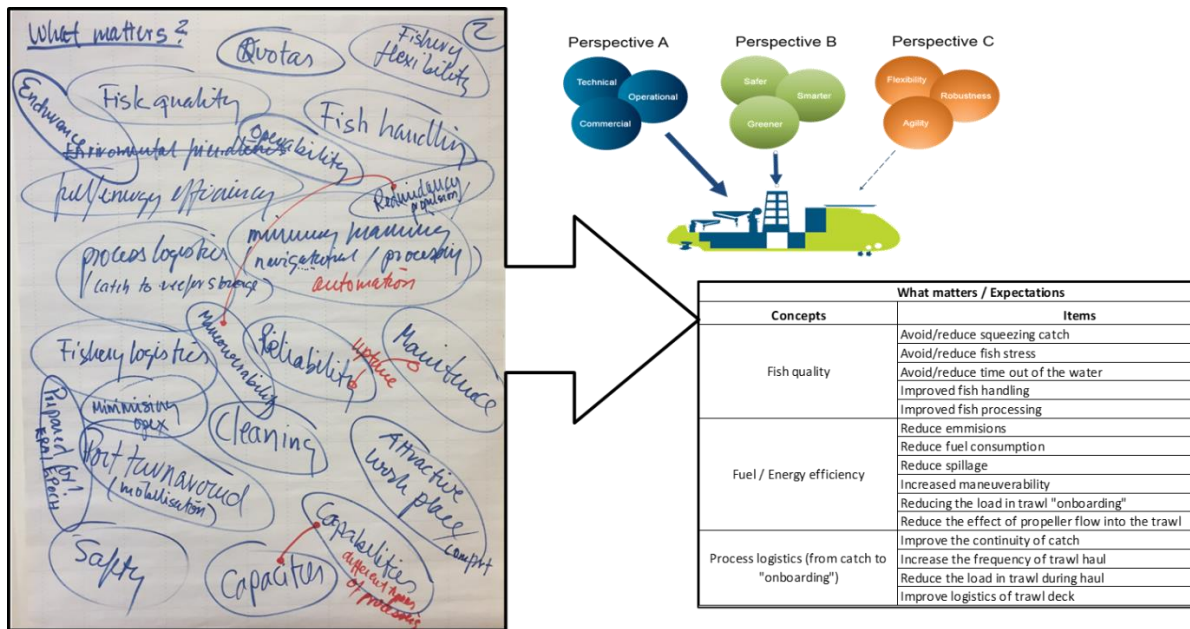 What matters?
2
Quotas
Fishery
flexibility
Endurance
Fisk quality
Fish handling
Operability
fuel/energy efficiency
Redundancy
propulsion
process logistics
(catch to reefer storage)
minimum manning
(navigational / processing)
automation
Maneuverability
Fishery logistics
Reliability
uptime
Maintence
Minimising
opex
Prepared for?
Cleaning
Port turnaround
(mobilisation)
Attractive
work place/
comfort
Safety
Capacities
Capabilities
different types
of processing
Perspective A
Technical
Operational
Commercial
Perspective B
Safer
Smarter
Greener
Perspective C
Flexibility
Robustness
Agility
What matters / Expectations
Concepts Items
Fish quality
Avoid/reduce squeezing catch
Avoid/reduce fish stress
Avoid/reduce time out of the water
Improved fish handling
Improved fish processing
Fuel / Energy efficiency
Reduce emmisions
Reduce fuel consumption
Reduce spillage
Increased maneuverability
Reducing the load in trawl "onboarding"
Reduce the effect of propeller flow into the trawl
Process logistics (from catch to
"onboarding")
Improve the continuity of catch
Increase the frequency of trawl haul
Reduce the load in trawl during haul
Improve logistics of trawl deck